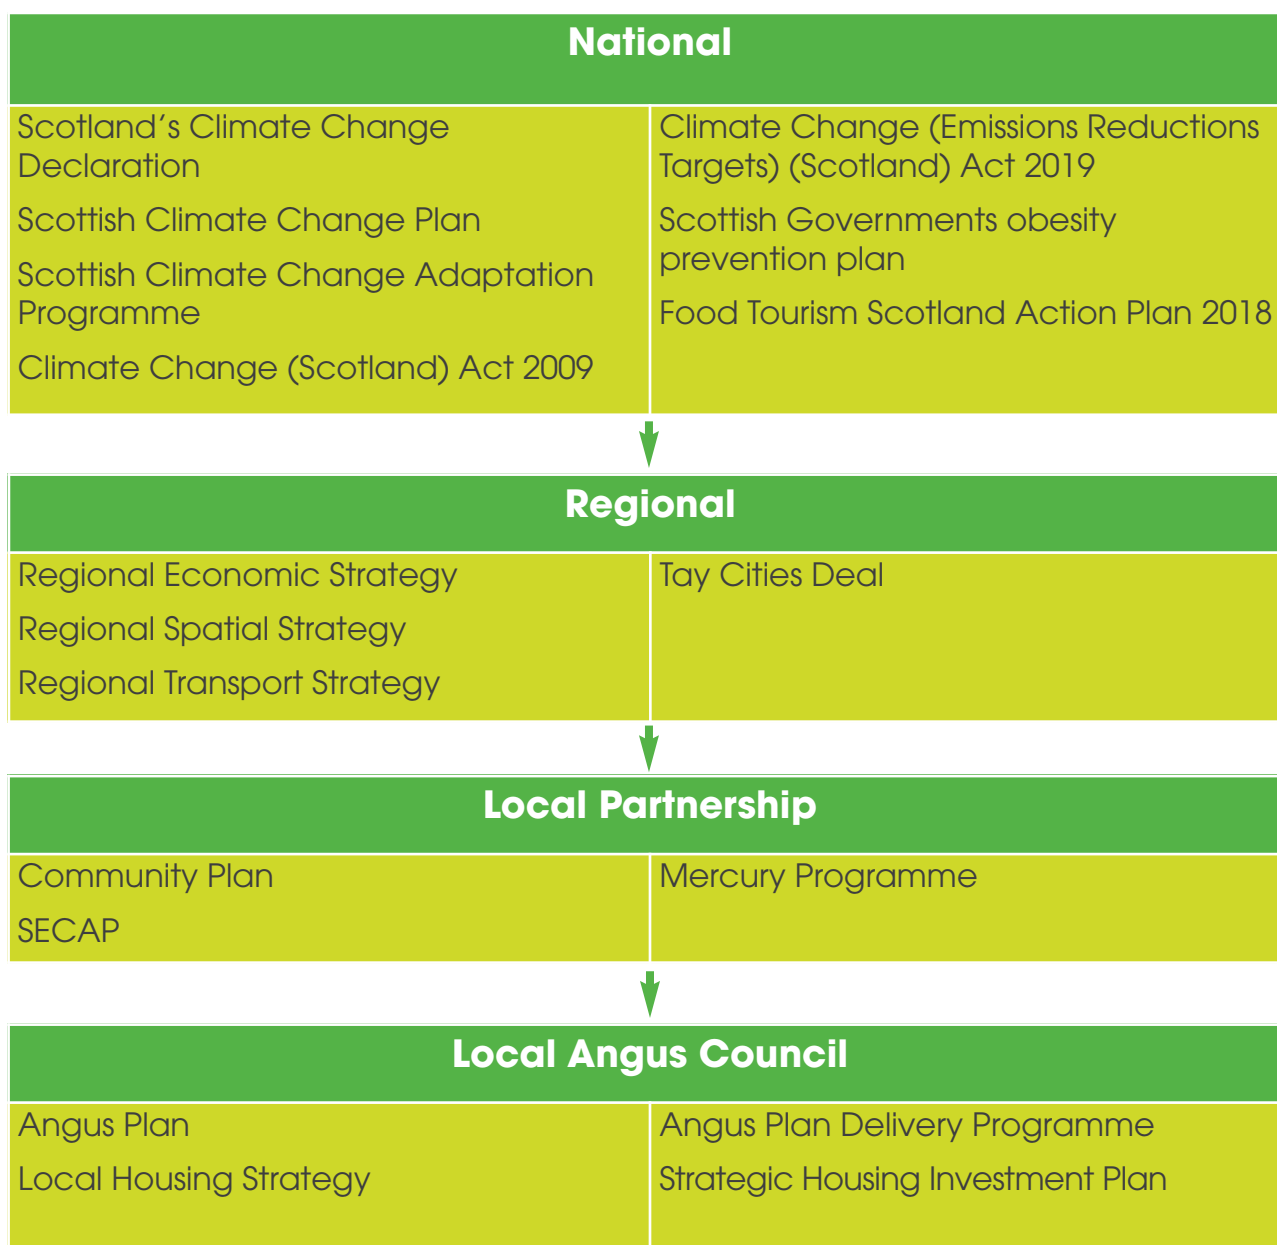 National
Scotland’s Climate Change
Declaration
Scottish Climate Change Plan
Scottish Climate Change Adaptation
Programme
Climate Change (Scotland) Act 2009
Climate Change (Emissions Reductions
Targets) (Scotland) Act 2019
Scottish Governments obesity
prevention plan
Food Tourism Scotland Action Plan 2018
Regional
Regional Economic Strategy
Regional Spatial Strategy
Regional Transport Strategy
Tay Cities Deal
Local Partnership
Community Plan
SECAP
Mercury Programme
Local Angus Council
Angus Plan
Local Housing Strategy
Angus Plan Delivery Programme
Strategic Housing Investment Plan